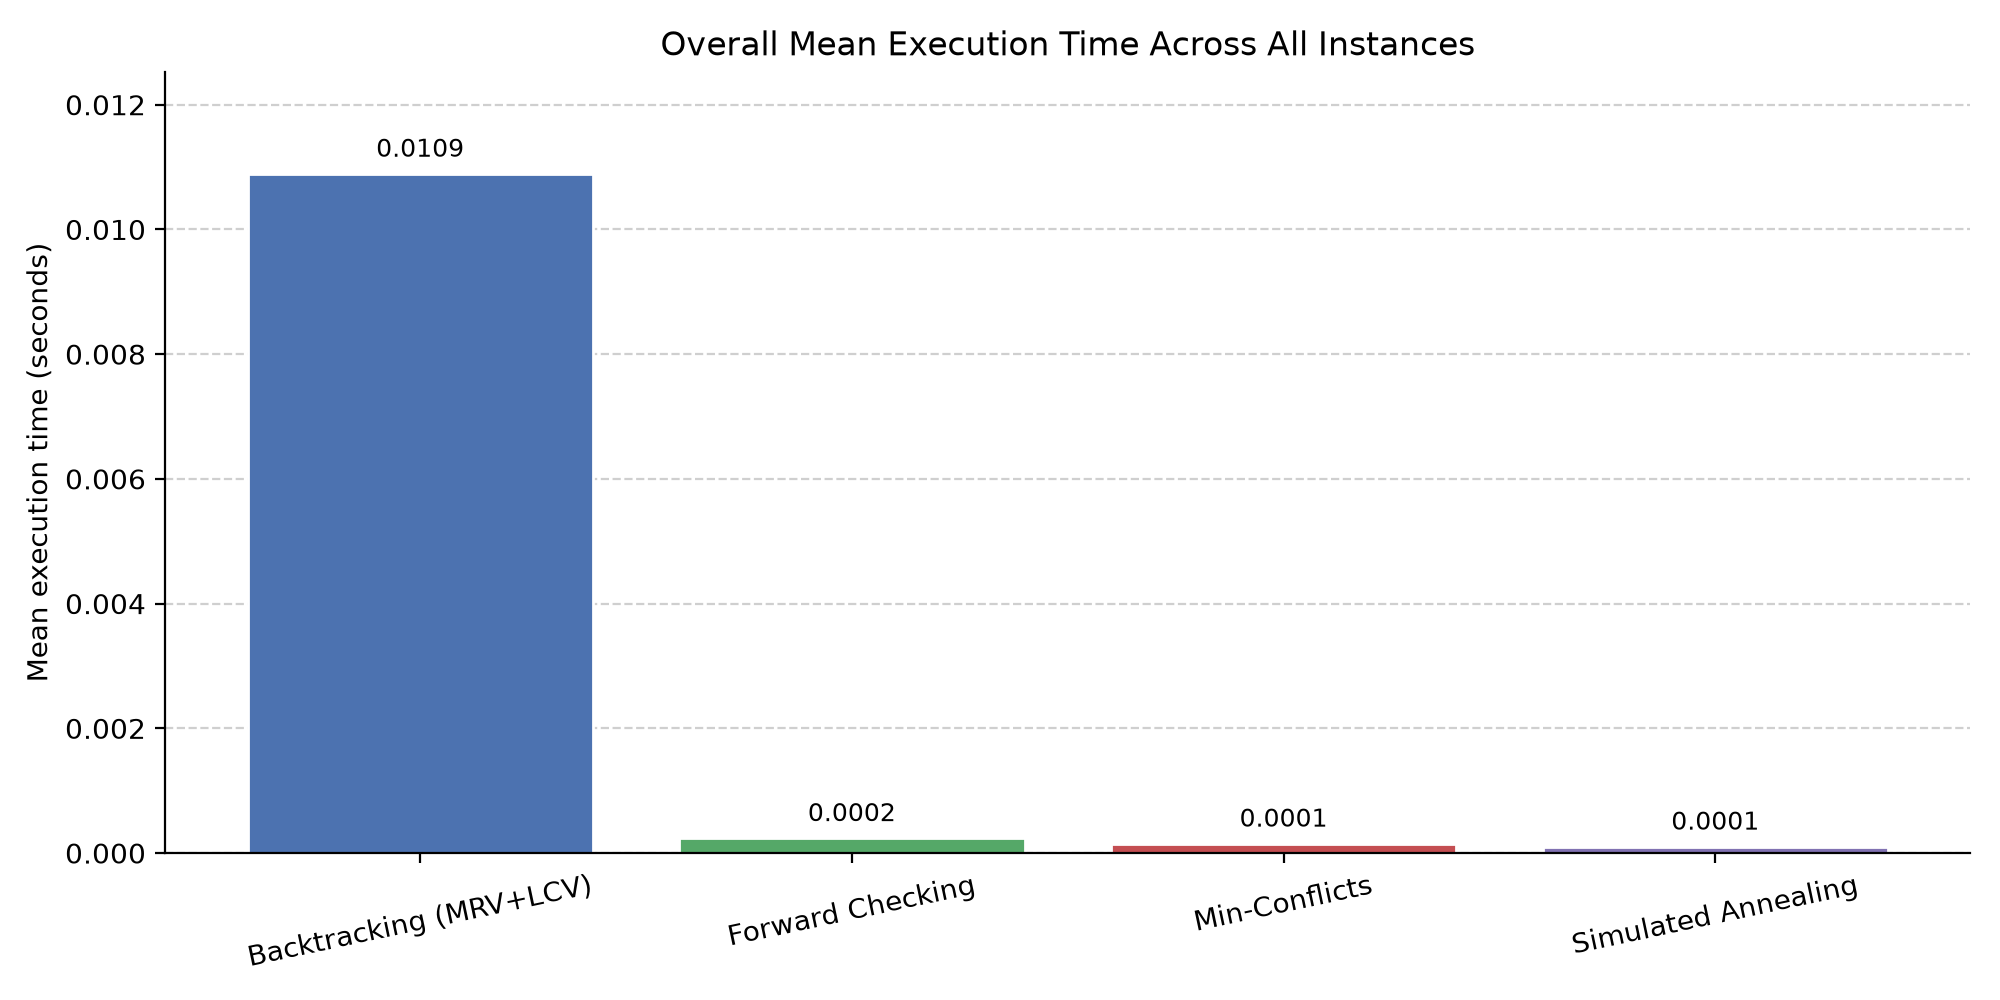 Overall Mean Execution Time Across All Instances
Mean execution time (seconds)
0.012
0.010
0.008
0.006
0.004
0.002
0.000
0.0109
0.0002
0.0001
0.0001
Backtracking (MRV+LCV)
Forward Checking
Min-Conflicts
Simulated Annealing